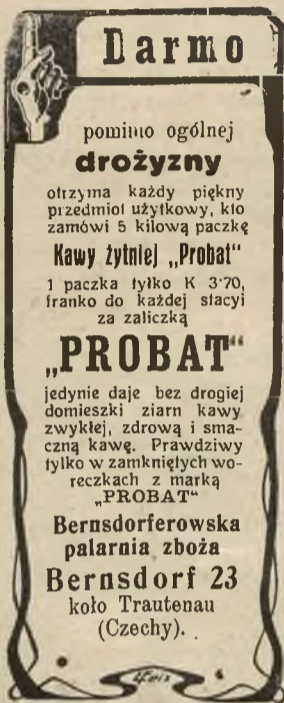 Darmo
pomimo ogólnej
drożyzny
otrzyma każdy piękny
przedmiot użytkowy, kto
zamówi 5 kilową paczkę
Kawy żytniej „Probat"
1 paczka tylko K 3·70,
franko do każdej stacyi
za zaliczką
„PROBAT"
jedynie daje bez drogiej
domieszki ziarn kawy
zwykłej, zdrową i sma-
czną kawę. Prawdziwy
tylko w zamkniętych wo-
reczkach z marką
„PROBAT"
Bernsdorferowska
palarnia zboża
Bernsdorf 23
koło Trautenau
(Czechy).